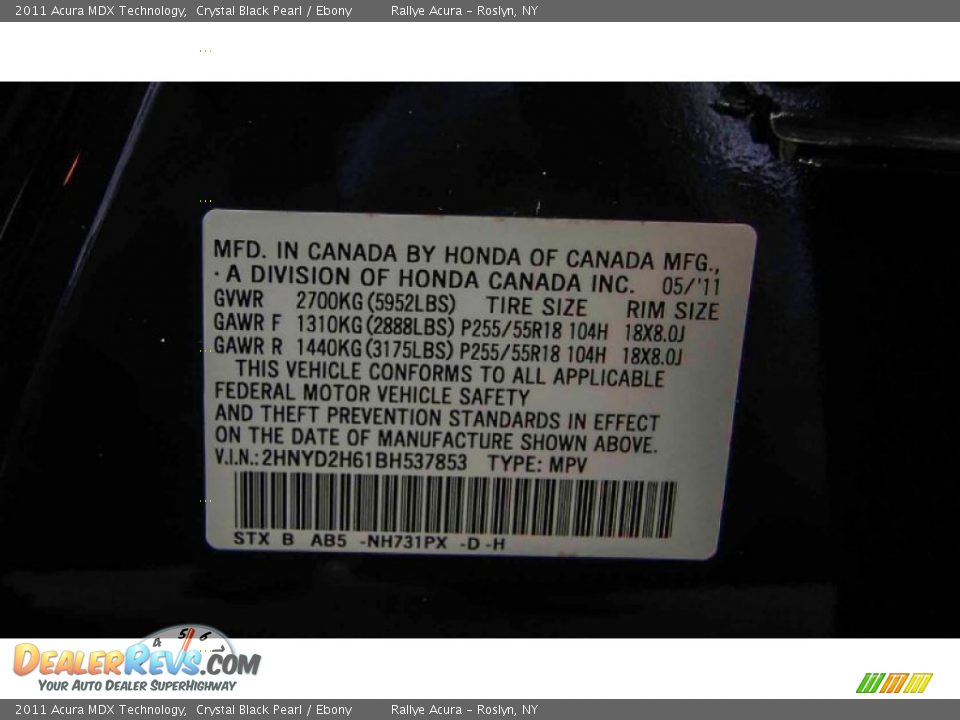 2011 Acura MDX Technology, Crystal Black Pearl / Ebony Rallye Acura - Roslyn, NY
MFD. IN CANADA BY HONDA OF CANADA MFG.,
A DIVISION OF HONDA CANADA INC. 05/'11
GVWR 2700KG(5952LBS) TIRE SIZE RIM SIZE
GAWR F 1310KG(2888LBS) P255/55R18 104H 18X8.0J
GAWR R 1440KG(3175LBS) P255/55R18 104H 18X8.0J
THIS VEHICLE CONFORMS TO ALL APPLICABLE
FEDERAL MOTOR VEHICLE SAFETY
AND THEFT PREVENTION STANDARDS IN EFFECT
ON THE DATE OF MANUFACTURE SHOWN ABOVE.
V.I.N.:2HNYD2H61BH537853 TYPE: MPV
STX B AB5 -NH731PX -D -H
4 5 6
DEALERREVS.COM
YOUR AUTO DEALER SUPERHIGHWAY
2011 Acura MDX Technology, Crystal Black Pearl / Ebony Rallye Acura - Roslyn, NY